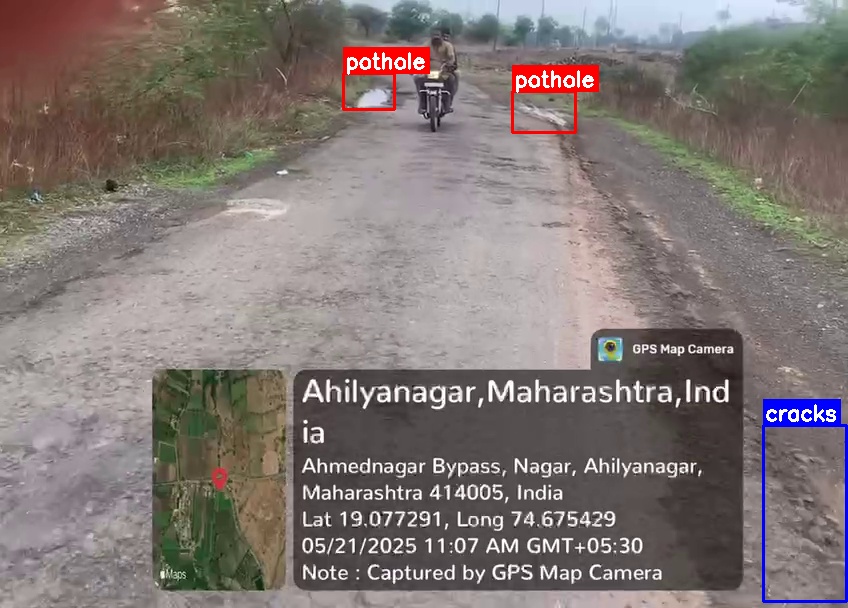 pothole
pothole
GPS Map Camera
Ahilyanagar,Maharashtra,Ind
ia
Ahmednagar Bypass, Nagar, Ahilyanagar,
Maharashtra 414005, India
Lat 19.077291, Long 74.675429
05/21/2025 11:07 AM GMT+05:30
Note : Captured by GPS Map Camera
cracks
Maps